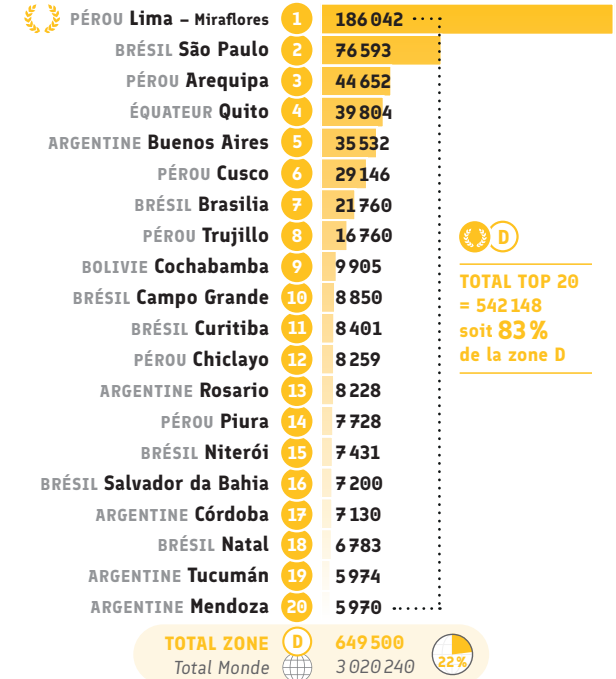 PÉROU Lima – Miraflores 1 186 042
BRÉSIL São Paulo 2 76 593
PÉROU Arequipa 3 44 652
ÉQUATEUR Quito 4 39 804
ARGENTINE Buenos Aires 5 35 532
PÉROU Cusco 6 29 146
BRÉSIL Brasilia 7 21 760
PÉROU Trujillo 8 16 760
BOLIVIE Cochabamba 9 9 905
BRÉSIL Campo Grande 10 8 850
BRÉSIL Curitiba 11 8 401
PÉROU Chiclayo 12 8 259
ARGENTINE Rosario 13 8 228
PÉROU Piura 14 7 728
BRÉSIL Niterói 15 7 431
BRÉSIL Salvador da Bahia 16 7 200
ARGENTINE Córdoba 17 7 130
BRÉSIL Natal 18 6 783
ARGENTINE Tucumán 19 5 974
ARGENTINE Mendoza 20 5 970
D
TOTAL TOP 20
= 542 148
soit 83 %
de la zone D
TOTAL ZONE D 649 500
Total Monde 3 020 240
22 %